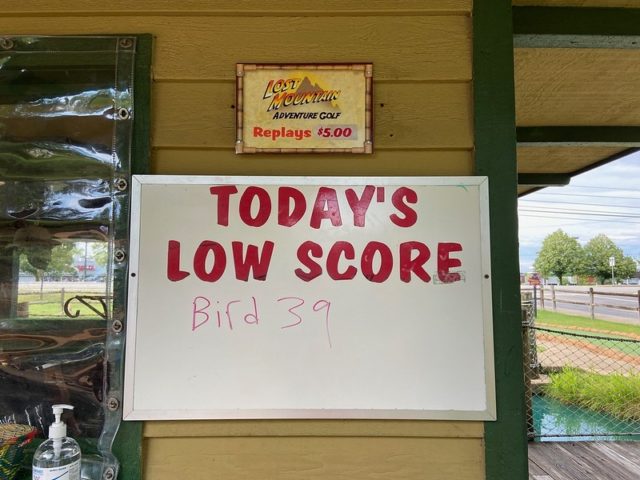 LOST
MOUNTAIN
ADVENTURE GOLF
Replays $5.00
TODAY'S
LOW SCORE
Bird 39